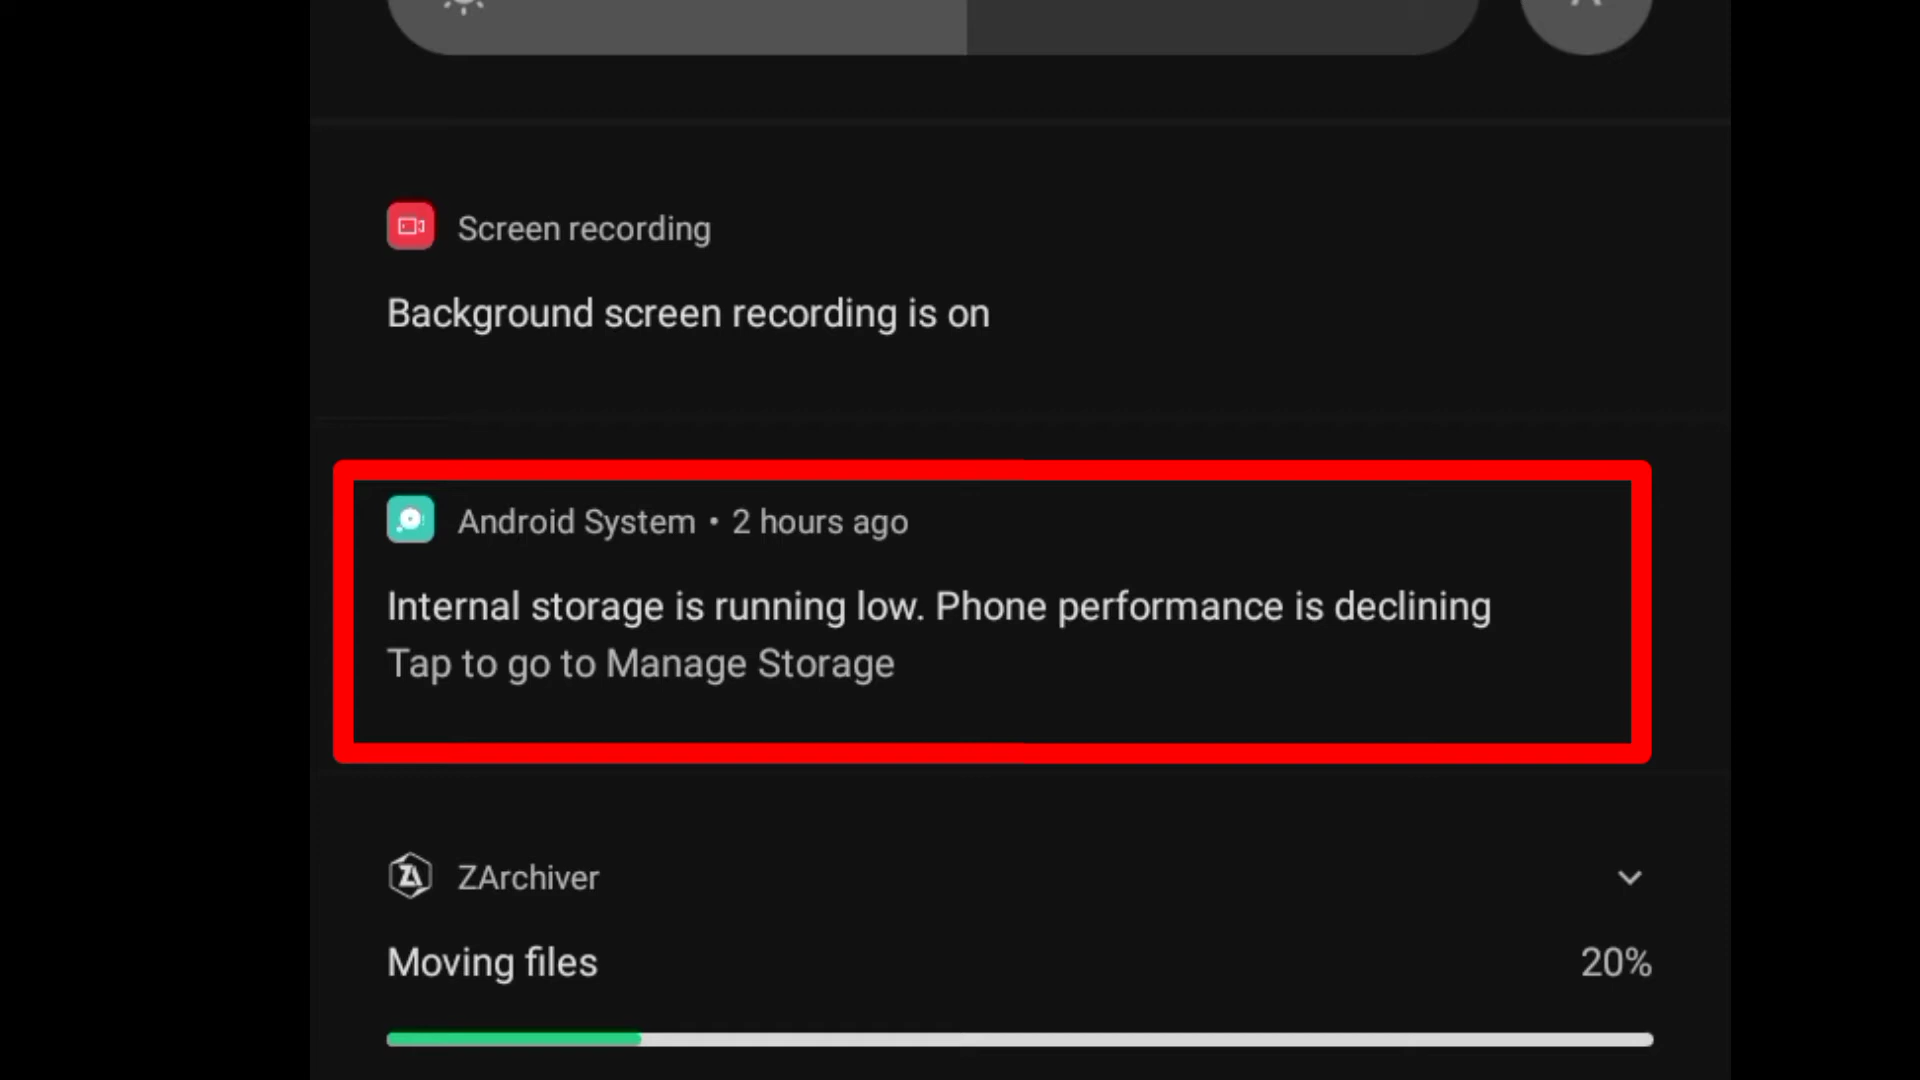 Screen recording
Background screen recording is on
Android System • 2 hours ago
Internal storage is running low. Phone performance is declining
Tap to go to Manage Storage
ZArchiver
Moving files 20%